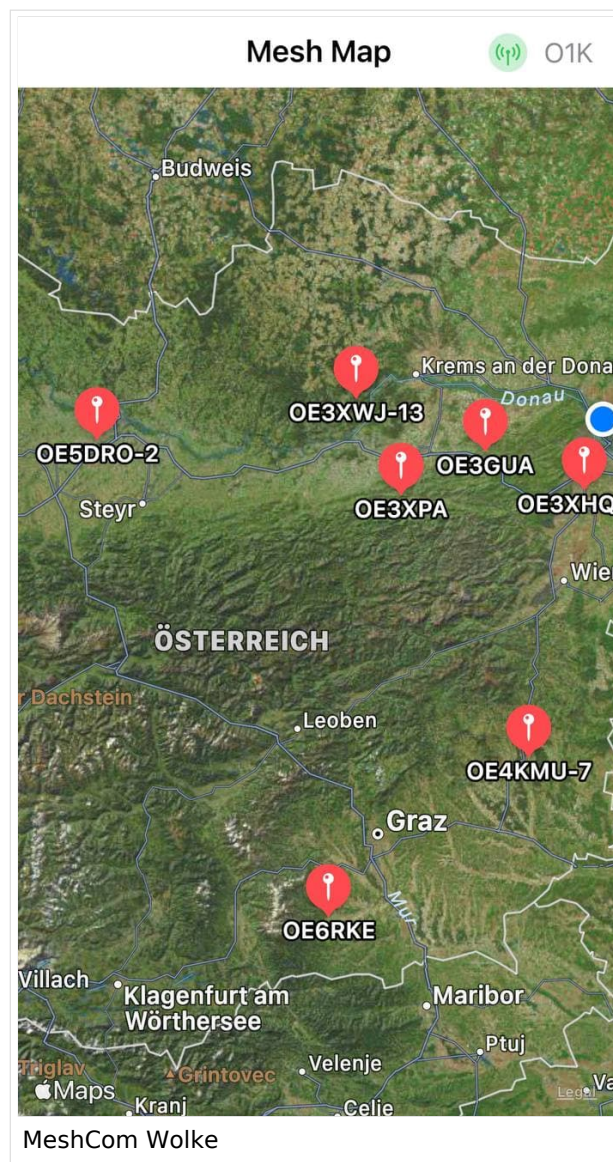 Mesh Map
O1K
Budweis
Krems an der Dona
Donau
OE3XWJ-13
OE5DRO-2
OE3GUA
OE3XPA
OE3XHQ
Steyr
Wie
ÖSTERREICH
r Dachstein
Leoben
OE4KMU-7
Graz
Mur
OE6RKE
Villach
Klagenfurt am
Wörthersee
Maribor
Ptuj
Triglav
Grintovec
Velenje
Maps
Legal
Va
Kranj
Celje
MeshCom Wolke